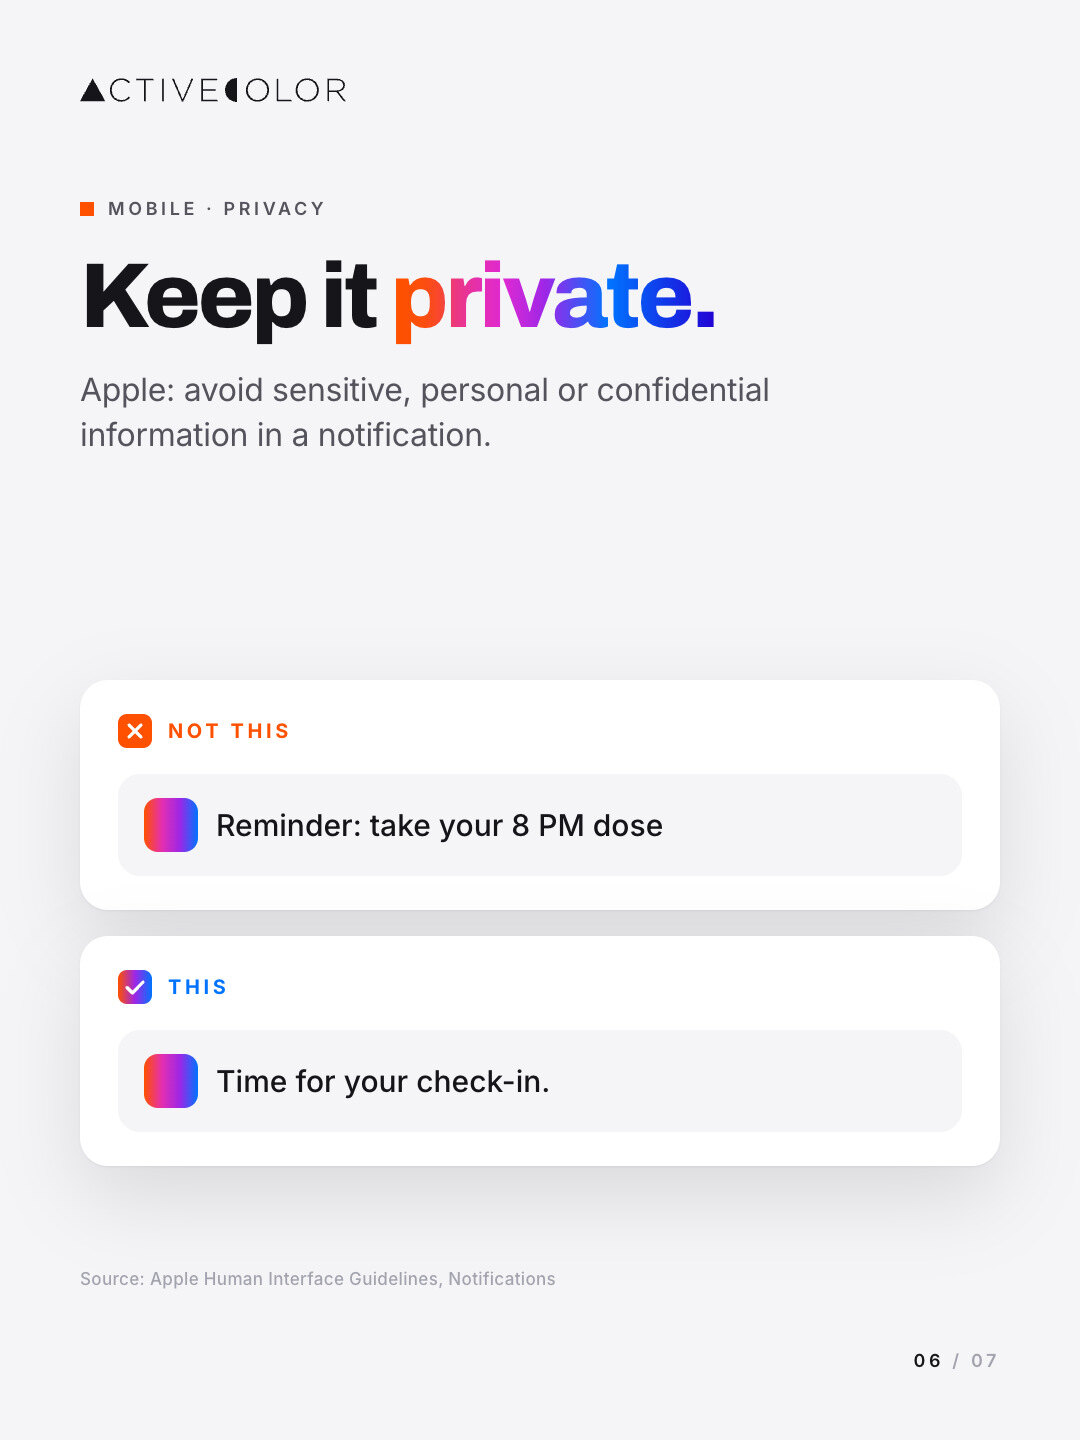 ACTIVECOLOR
MOBILE · PRIVACY
Keep it private.
Apple: avoid sensitive, personal or confidential
information in a notification.
NOT THIS
Reminder: take your 8 PM dose
THIS
Time for your check-in.
Source: Apple Human Interface Guidelines, Notifications
06 / 07